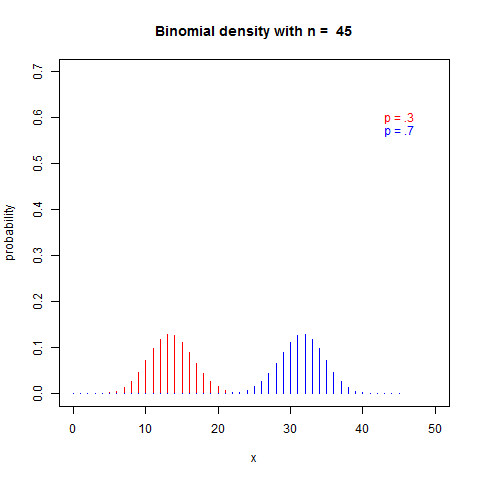 Binomial density with n =  45
p = .3
p = .7
0.7
0.6
0.5
0.4
0.3
0.2
0.1
0.0
probability
0 10 20 30 40 50
x